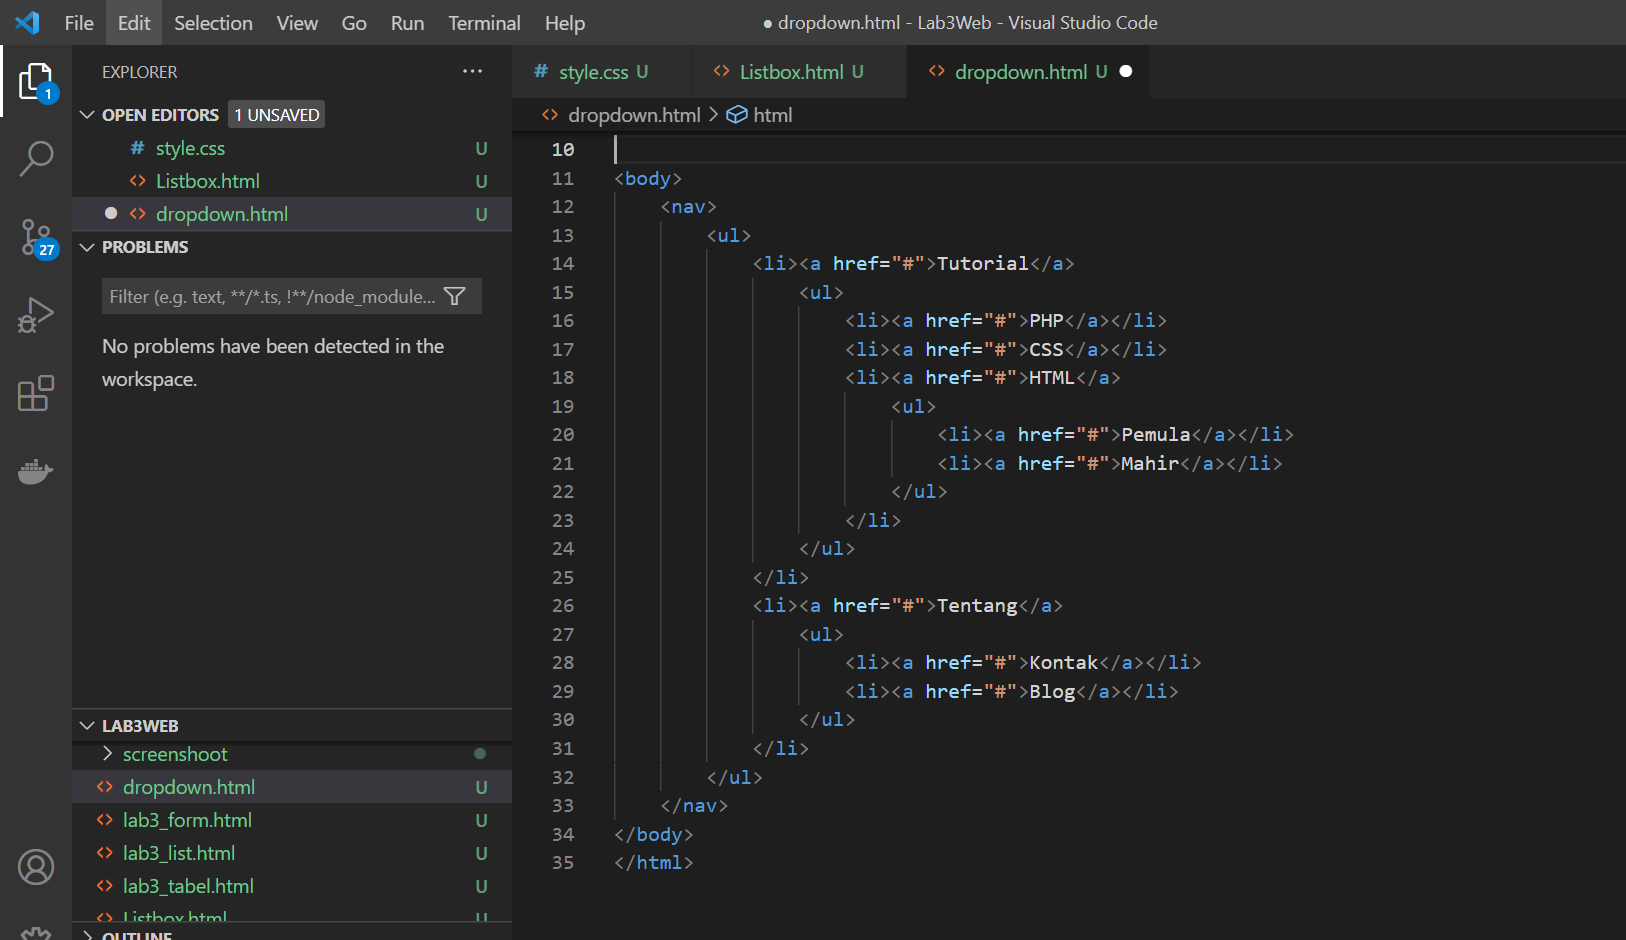 File Edit Selection View Go Run Terminal Help ● dropdown.html - Lab3Web - Visual Studio Code
EXPLORER ···
1
OPEN EDITORS 1 UNSAVED
# style.css U
<> Listbox.html U
● <> dropdown.html U
27
PROBLEMS
Filter (e.g. text, **/*.ts, !**/node_module...
No problems have been detected in the
workspace.
LAB3WEB
screenshoot
<> dropdown.html U
<> lab3_form.html U
<> lab3_list.html U
<> lab3_tabel.html U
<> Listbox.html U
OUTLINE
# style.css U <> Listbox.html U <> dropdown.html U ●
<> dropdown.html > html
10
11 <body>
12 <nav>
13 <ul>
14 <li><a href="#">Tutorial</a>
15 <ul>
16 <li><a href="#">PHP</a></li>
17 <li><a href="#">CSS</a></li>
18 <li><a href="#">HTML</a>
19 <ul>
20 <li><a href="#">Pemula</a></li>
21 <li><a href="#">Mahir</a></li>
22 </ul>
23 </li>
24 </ul>
25 </li>
26 <li><a href="#">Tentang</a>
27 <ul>
28 <li><a href="#">Kontak</a></li>
29 <li><a href="#">Blog</a></li>
30 </ul>
31 </li>
32 </ul>
33 </nav>
34 </body>
35 </html>